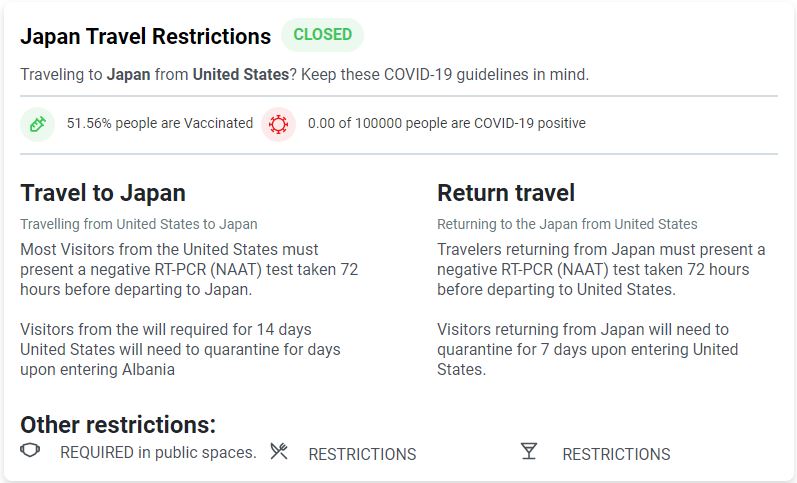 Japan Travel Restrictions CLOSED
Traveling to Japan from United States? Keep these COVID-19 guidelines in mind.
51.56% people are Vaccinated 0.00 of 100000 people are COVID-19 positive
Travel to Japan
Travelling from United States to Japan
Most Visitors from the United States must
present a negative RT-PCR (NAAT) test taken 72
hours before departing to Japan.
Visitors from the will required for 14 days
United States will need to quarantine for days
upon entering Albania
Return travel
Returning to the Japan from United States
Travelers returning from Japan must present a
negative RT-PCR (NAAT) test taken 72 hours
before departing to United States.
Visitors returning from Japan will need to
quarantine for 7 days upon entering United
States.
Other restrictions:
REQUIRED in public spaces. RESTRICTIONS RESTRICTIONS